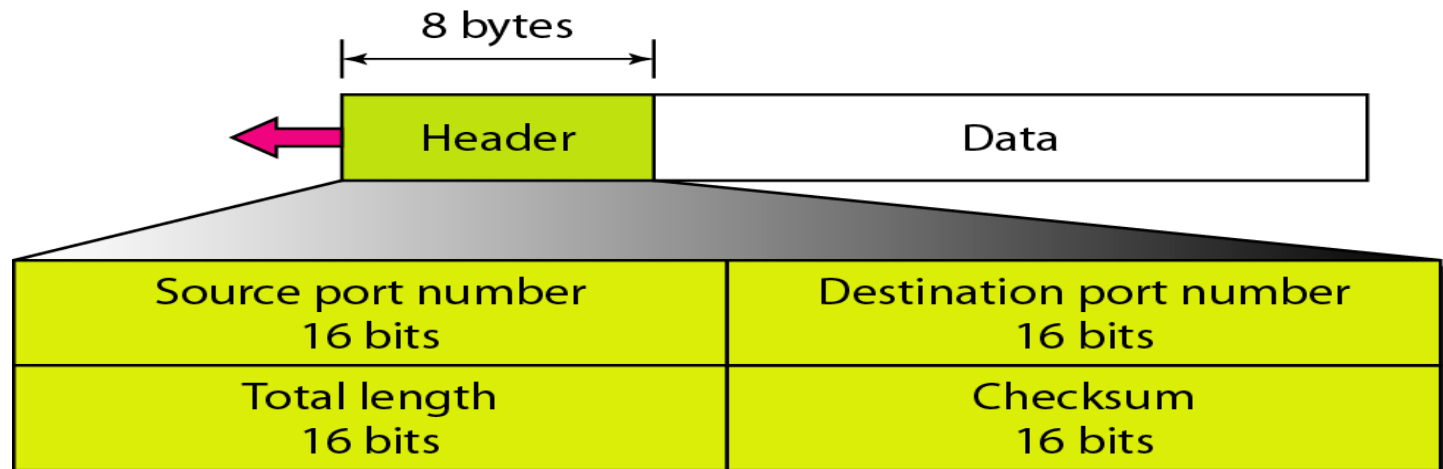 8 bytes
Header
Data
Source port number
16 bits
Destination port number
16 bits
Total length
16 bits
Checksum
16 bits